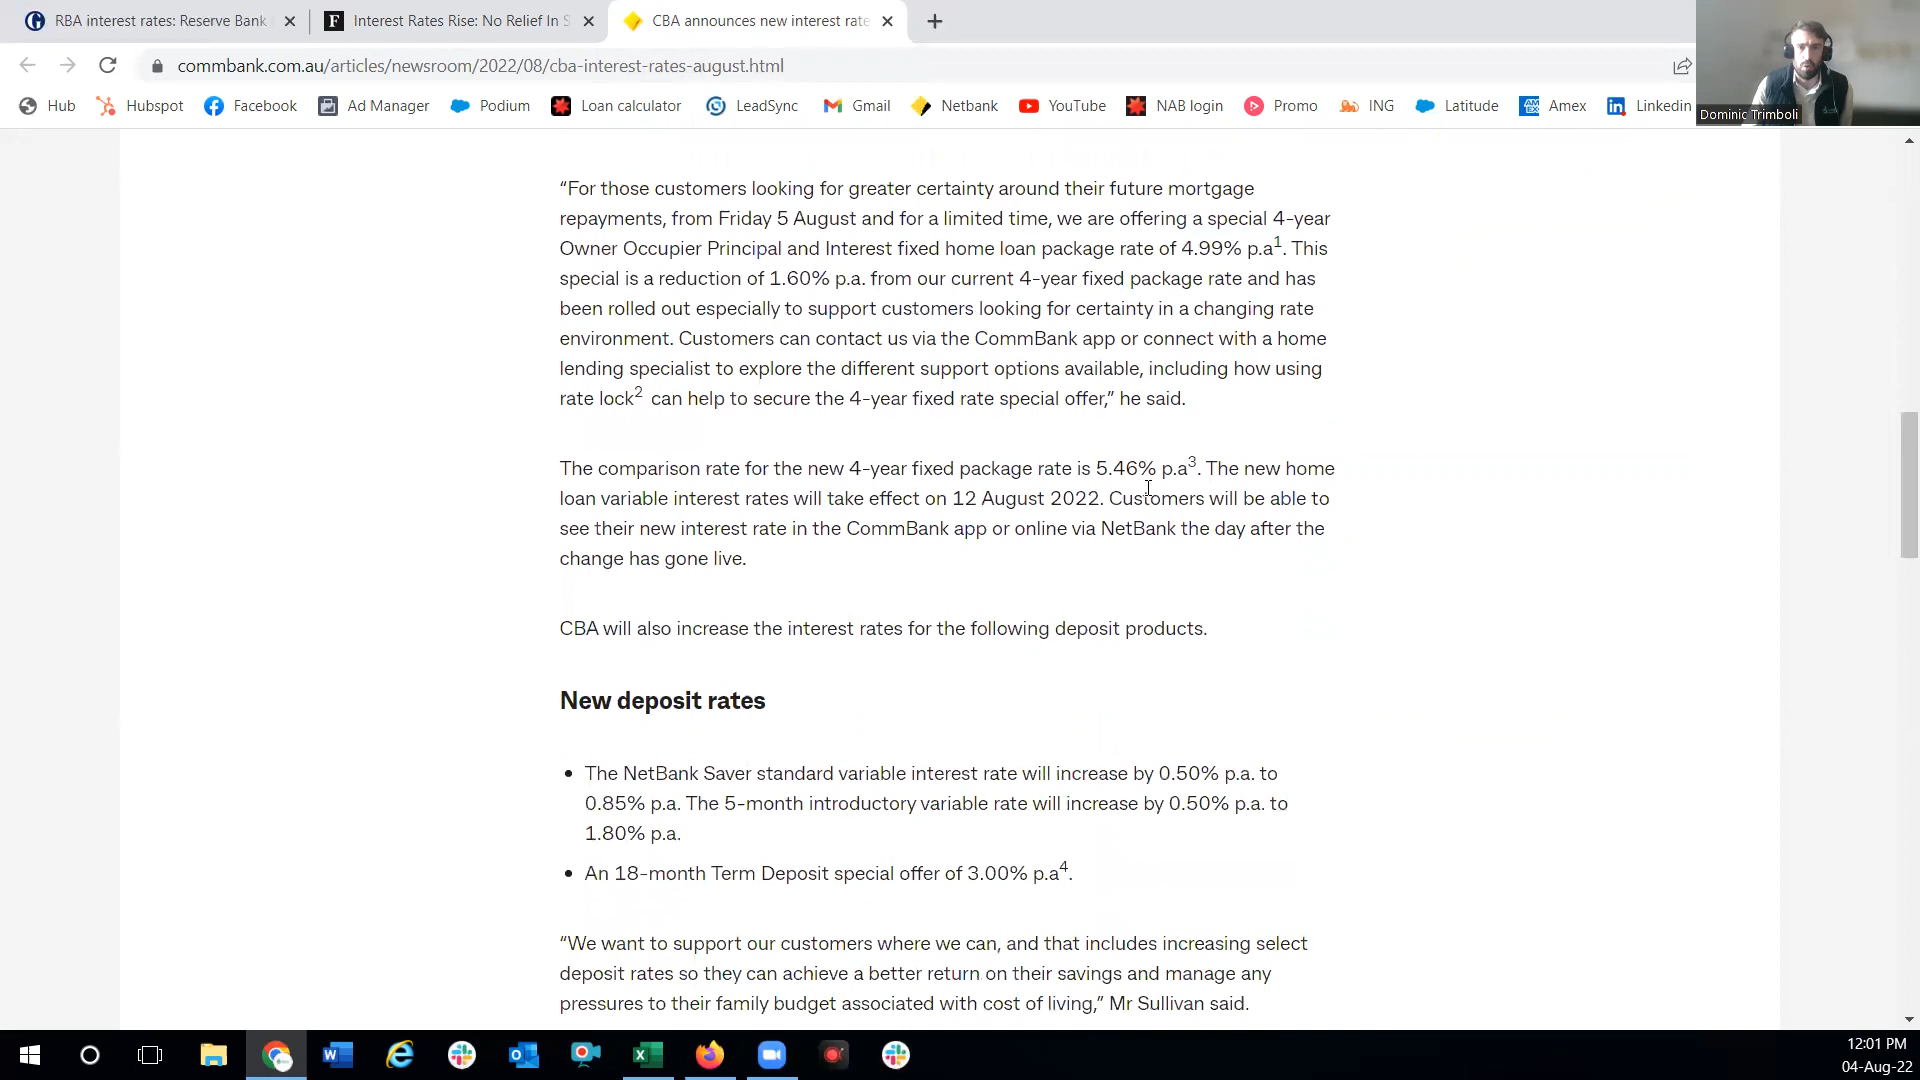 RBA interest rates: Reserve Bank
Interest Rates Rise: No Relief In S
CBA announces new interest rate
commbank.com.au/articles/newsroom/2022/08/cba-interest-rates-august.html
Hub Hubspot Facebook Ad Manager Podium Loan calculator LeadSync Gmail Netbank YouTube NAB login Promo ING Latitude Amex Linkedin
Dominic Trimboli
“For those customers looking for greater certainty around their future mortgage
repayments, from Friday 5 August and for a limited time, we are offering a special 4-year
Owner Occupier Principal and Interest fixed home loan package rate of 4.99% p.a1. This
special is a reduction of 1.60% p.a. from our current 4-year fixed package rate and has
been rolled out especially to support customers looking for certainty in a changing rate
environment. Customers can contact us via the CommBank app or connect with a home
lending specialist to explore the different support options available, including how using
rate lock2 can help to secure the 4-year fixed rate special offer,” he said.
The comparison rate for the new 4-year fixed package rate is 5.46% p.a3. The new home
loan variable interest rates will take effect on 12 August 2022. Customers will be able to
see their new interest rate in the CommBank app or online via NetBank the day after the
change has gone live.
CBA will also increase the interest rates for the following deposit products.
New deposit rates
• The NetBank Saver standard variable interest rate will increase by 0.50% p.a. to
0.85% p.a. The 5-month introductory variable rate will increase by 0.50% p.a. to
1.80% p.a.
• An 18-month Term Deposit special offer of 3.00% p.a4.
“We want to support our customers where we can, and that includes increasing select
deposit rates so they can achieve a better return on their savings and manage any
pressures to their family budget associated with cost of living,” Mr Sullivan said.
12:01 PM
04-Aug-22